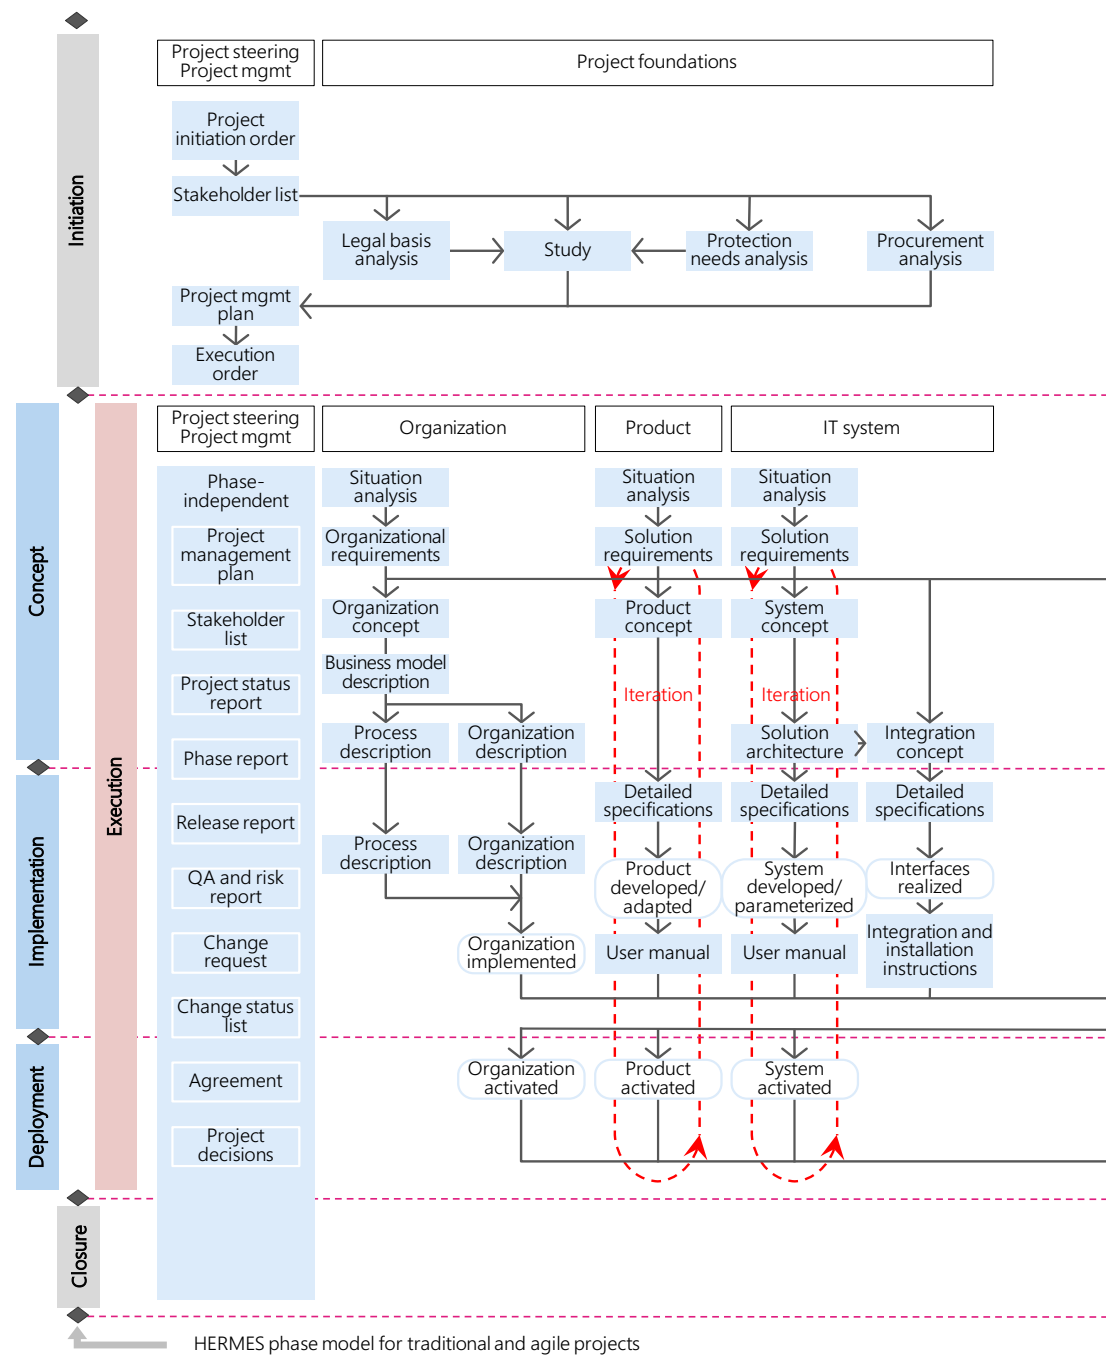 Project steering
Project mgmt
Project foundations
Project
initiation order
Stakeholder list
Initiation
Legal basis
analysis
Study
Protection
needs analysis
Procurement
analysis
Project mgmt
plan
Execution
order
Project steering
Project mgmt
Organization
Product
IT system
Phase-
independent
Situation
analysis
Situation
analysis
Situation
analysis
Project
management
plan
Organizational
requirements
Solution
requirements
Solution
requirements
Concept
Stakeholder
list
Organization
concept
Product
concept
System
concept
Business model
description
Project status
report
Iteration
Iteration
Phase report
Process
description
Organization
description
Solution
architecture
Integration
concept
Execution
Implementation
Release report
Detailed
specifications
Detailed
specifications
Detailed
specifications
Process
description
Organization
description
QA and risk
report
Product
developed/
adapted
System
developed/
parameterized
Interfaces
realized
Change
request
Organization
implemented
User manual
User manual
Integration and
installation
instructions
Change status
list
Deployment
Agreement
Organization
activated
Product
activated
System
activated
Project
decisions
Closure
HERMES phase model for traditional and agile projects